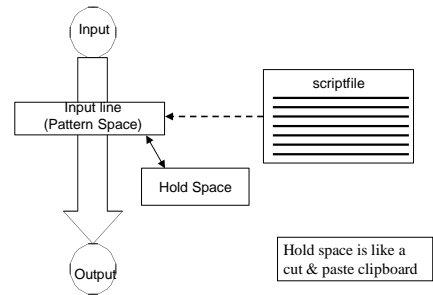 Input
scriptfile
Input line
(Pattern Space)
Hold Space
Hold space is like a
cut & paste clipboard
Output